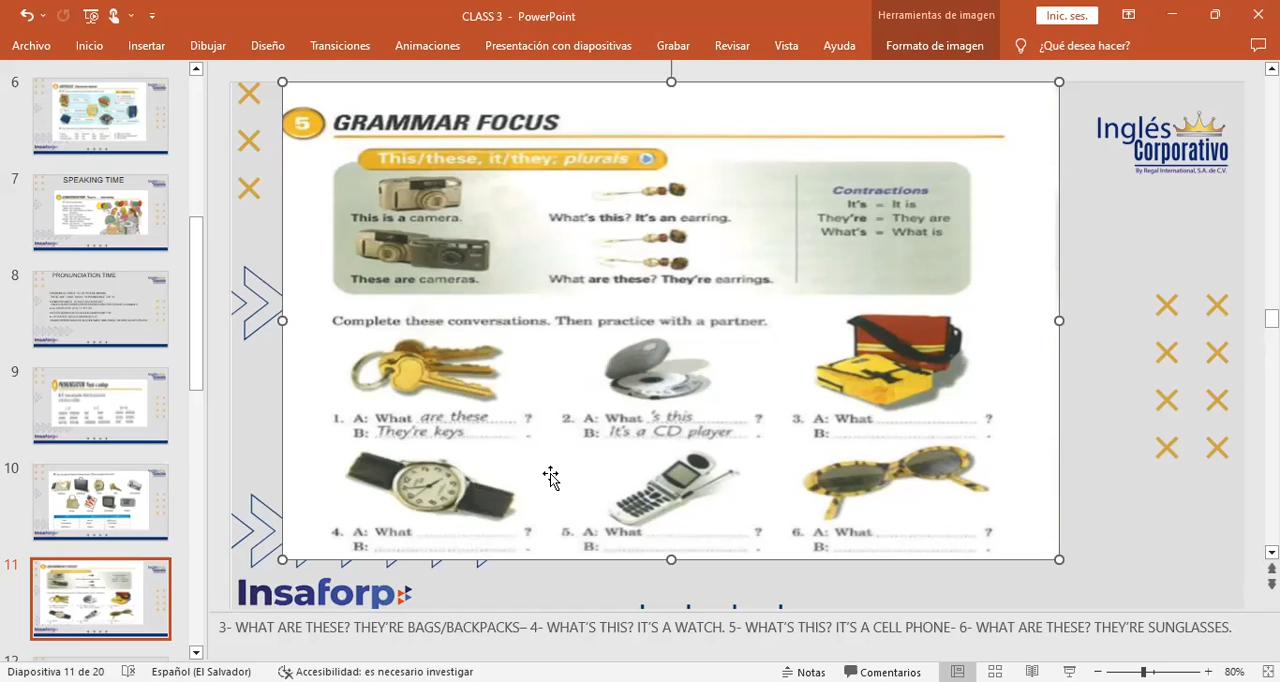 CLASS 3 - PowerPoint
Herramientas de imagen
Inic. ses.
Archivo Inicio Insertar Dibujar Diseño Transiciones Animaciones Presentación con diapositivas Grabar Revisar Vista Ayuda Formato de imagen ¿Qué desea hacer?
6
7
SPEAKING TIME
8
PRONUNCIATION TIME
9
10
11
5 GRAMMAR FOCUS
This/these, it/they; plurals
This is a camera.
What's this? It's an earring.
These are cameras.
What are these? They're earrings.
Contractions
It's = It is
They're = They are
What's = What is
Complete these conversations. Then practice with a partner.
1. A: What are these ?
B: They're keys .
2. A: What 's this ?
B: It's a CD player .
3. A: What ?
B: .
4. A: What ?
B: .
5. A: What ?
B: .
6. A: What ?
B: .
Inglés
Corporativo
By Regal International, S.A. de C.V.
Insaforp
3- WHAT ARE THESE? THEY'RE BAGS/BACKPACKS– 4- WHAT'S THIS? IT'S A WATCH. 5- WHAT'S THIS? IT'S A CELL PHONE- 6- WHAT ARE THESE? THEY'RE SUNGLASSES.
Diapositiva 11 de 20 Español (El Salvador) Accesibilidad: es necesario investigar Notas Comentarios 80%